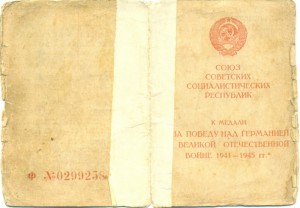 СОЮЗ
СОВЕТСКИХ
СОЦИАЛИСТИЧЕСКИХ
РЕСПУБЛИК
К МЕДАЛИ
„ЗА ПОБЕДУ НАД ГЕРМАНИЕЙ
В ВЕЛИКОЙ ОТЕЧЕСТВЕННОЙ
ВОЙНЕ 1941–1945 гг."
Ф №0299258